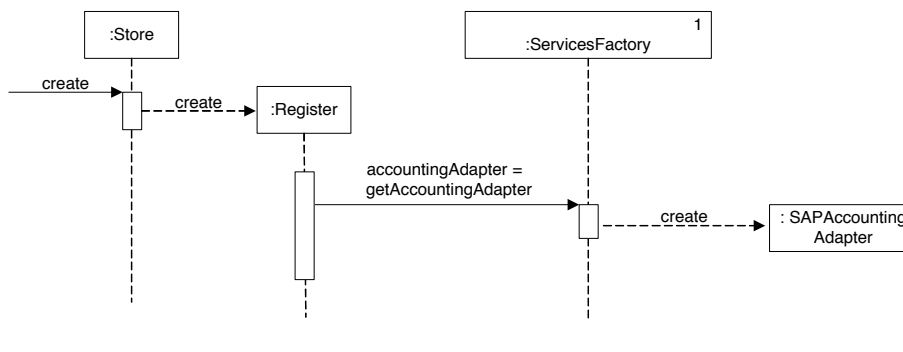 :Store
1
:ServicesFactory
create
create
:Register
accountingAdapter =
getAccountingAdapter
create
: SAPAccounting
Adapter